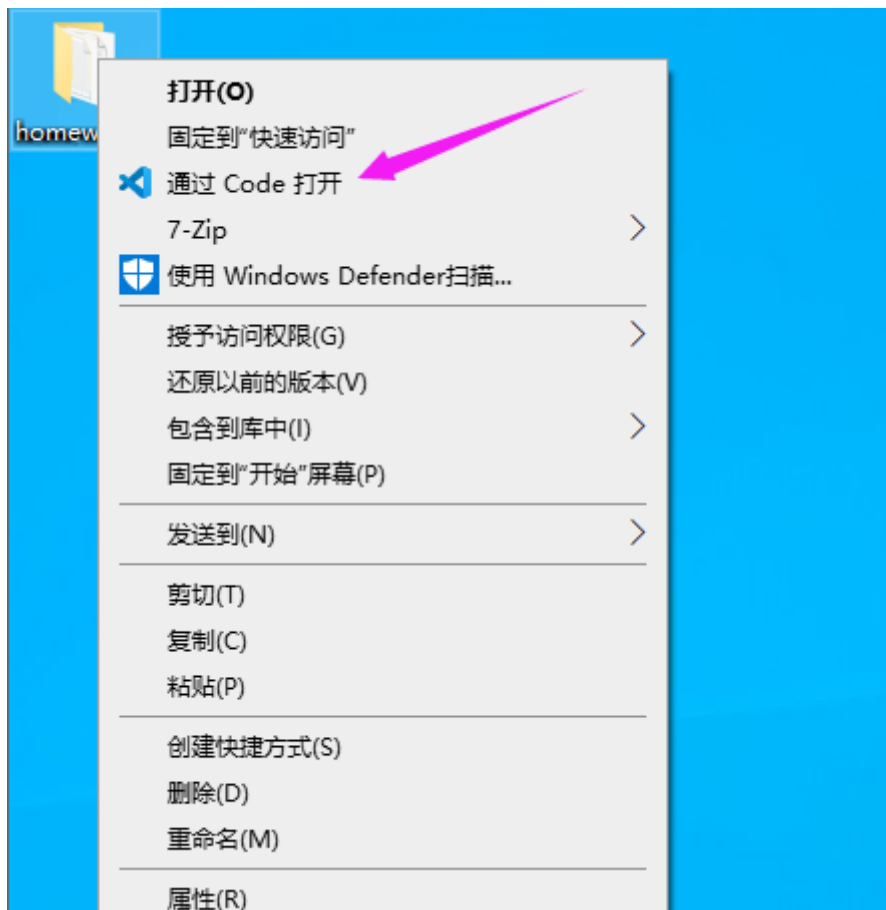 homew
打开(O)
固定到“快速访问”
通过 Code 打开
7-Zip
使用 Windows Defender扫描...
授予访问权限(G)
还原以前的版本(V)
包含到库中(I)
固定到“开始”屏幕(P)
发送到(N)
剪切(T)
复制(C)
粘贴(P)
创建快捷方式(S)
删除(D)
重命名(M)
属性(R)